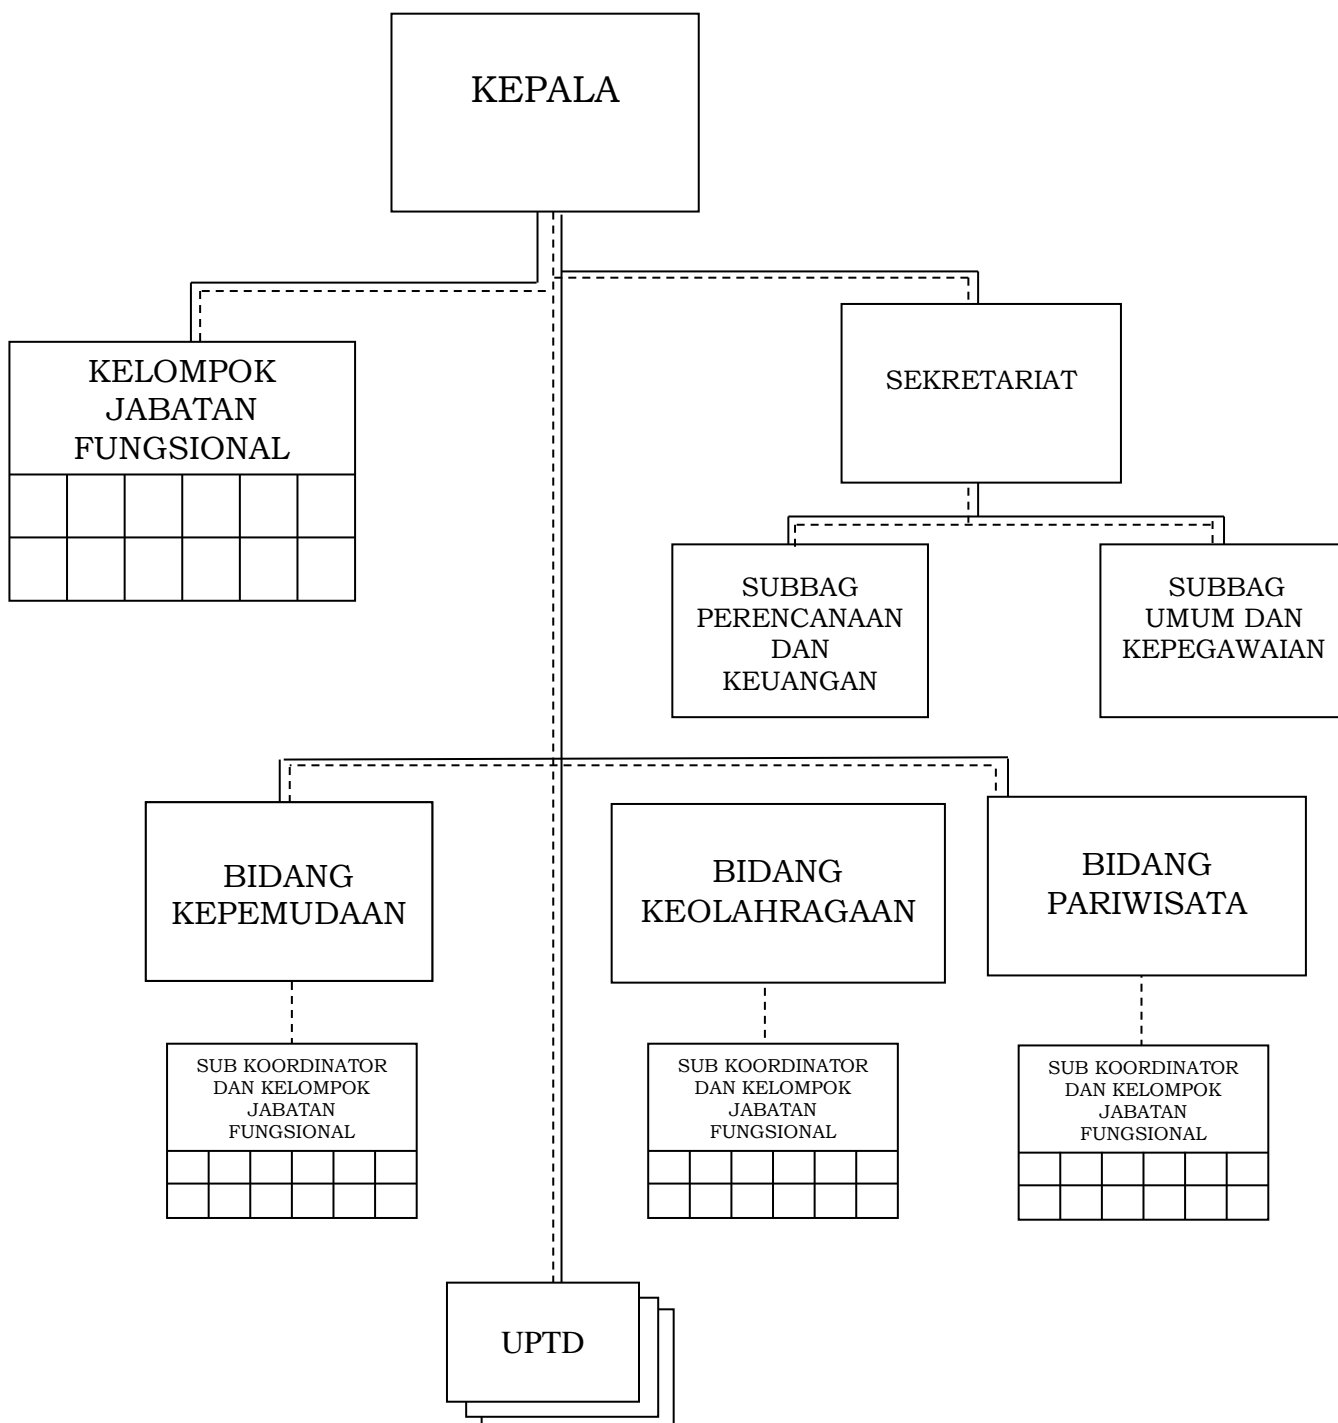 KEPALA
KELOMPOK
JABATAN
FUNGSIONAL
SEKRETARIAT
SUBBAG
PERENCANAAN
DAN
KEUANGAN
SUBBAG
UMUM DAN
KEPEGAWAIAN
BIDANG
KEPEMUDAAN
BIDANG
KEOLAHRAGAAN
BIDANG
PARIWISATA
SUB KOORDINATOR
DAN KELOMPOK
JABATAN
FUNGSIONAL
SUB KOORDINATOR
DAN KELOMPOK
JABATAN
FUNGSIONAL
SUB KOORDINATOR
DAN KELOMPOK
JABATAN
FUNGSIONAL
UPTD